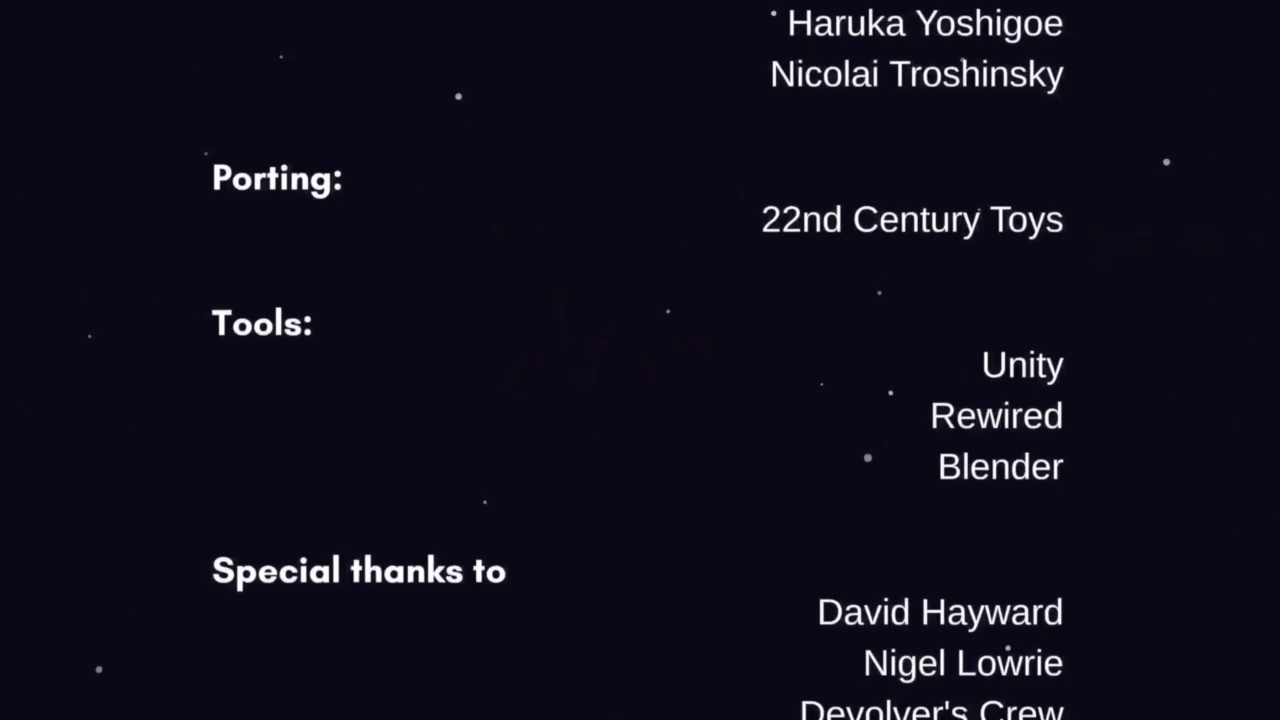 Haruka Yoshigoe
Nicolai Troshinsky
Porting:
22nd Century Toys
Tools:
Unity
Rewired
Blender
Special thanks to
David Hayward
Nigel Lowrie
Devolver's Crew